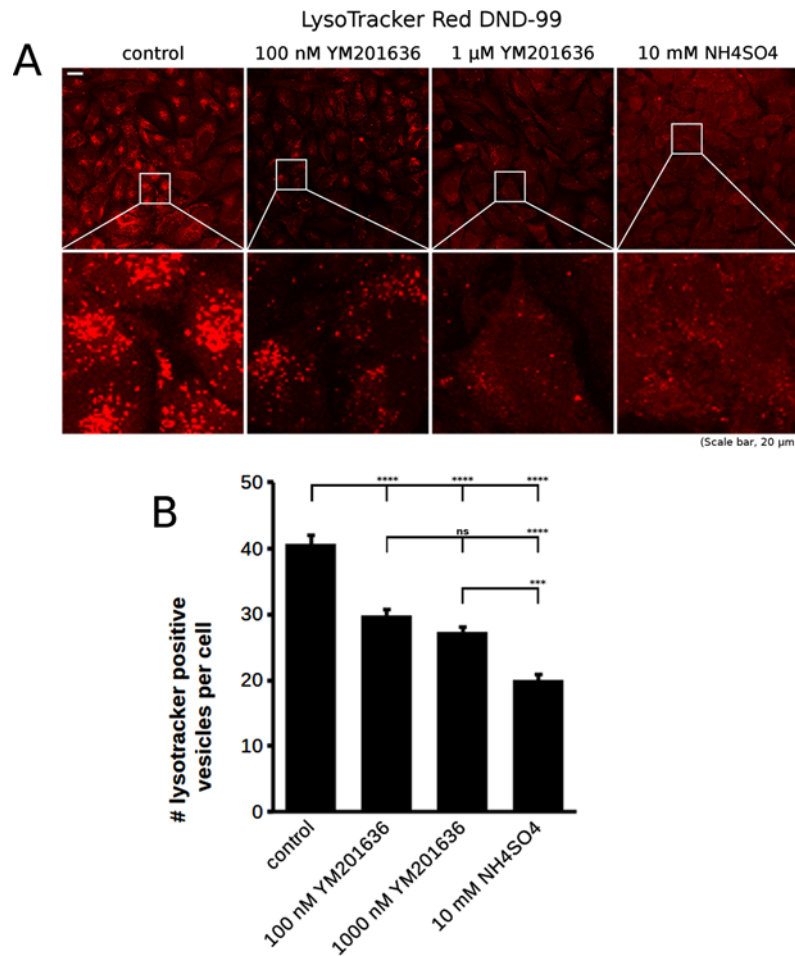 LysoTracker Red DND-99
control 100 nM YM201636 1 µM YM201636 10 mM NH4SO4
A
(Scale bar, 20 µm
B
# lysotracker positive
vesicles per cell
50
40
30
20
10
0
**** **** ****
ns ****
***
control
100 nM YM201636
1000 nM YM201636
10 mM NH4SO4